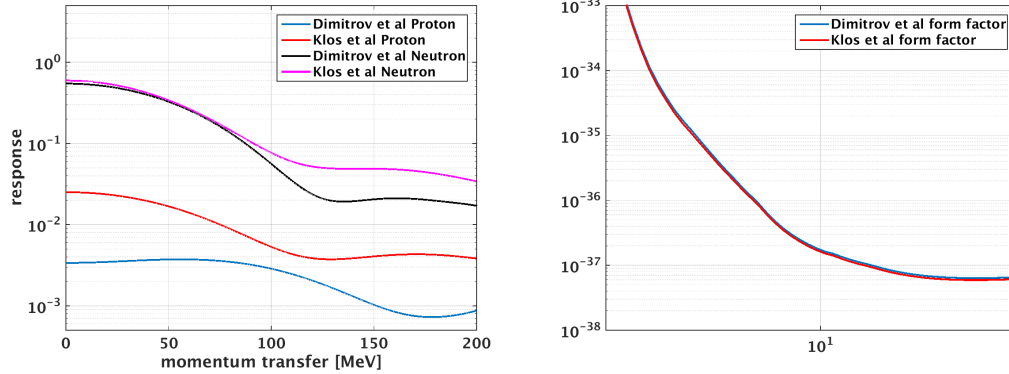 Dimitrov et al Proton
Klos et al Proton
Dimitrov et al Neutron
Klos et al Neutron
response
10^0
10^-1
10^-2
10^-3
0 50 100 150 200
momentum transfer [MeV]
Dimitrov et al form factor
Klos et al form factor
10^-33
10^-34
10^-35
10^-36
10^-37
10^-38
10^1